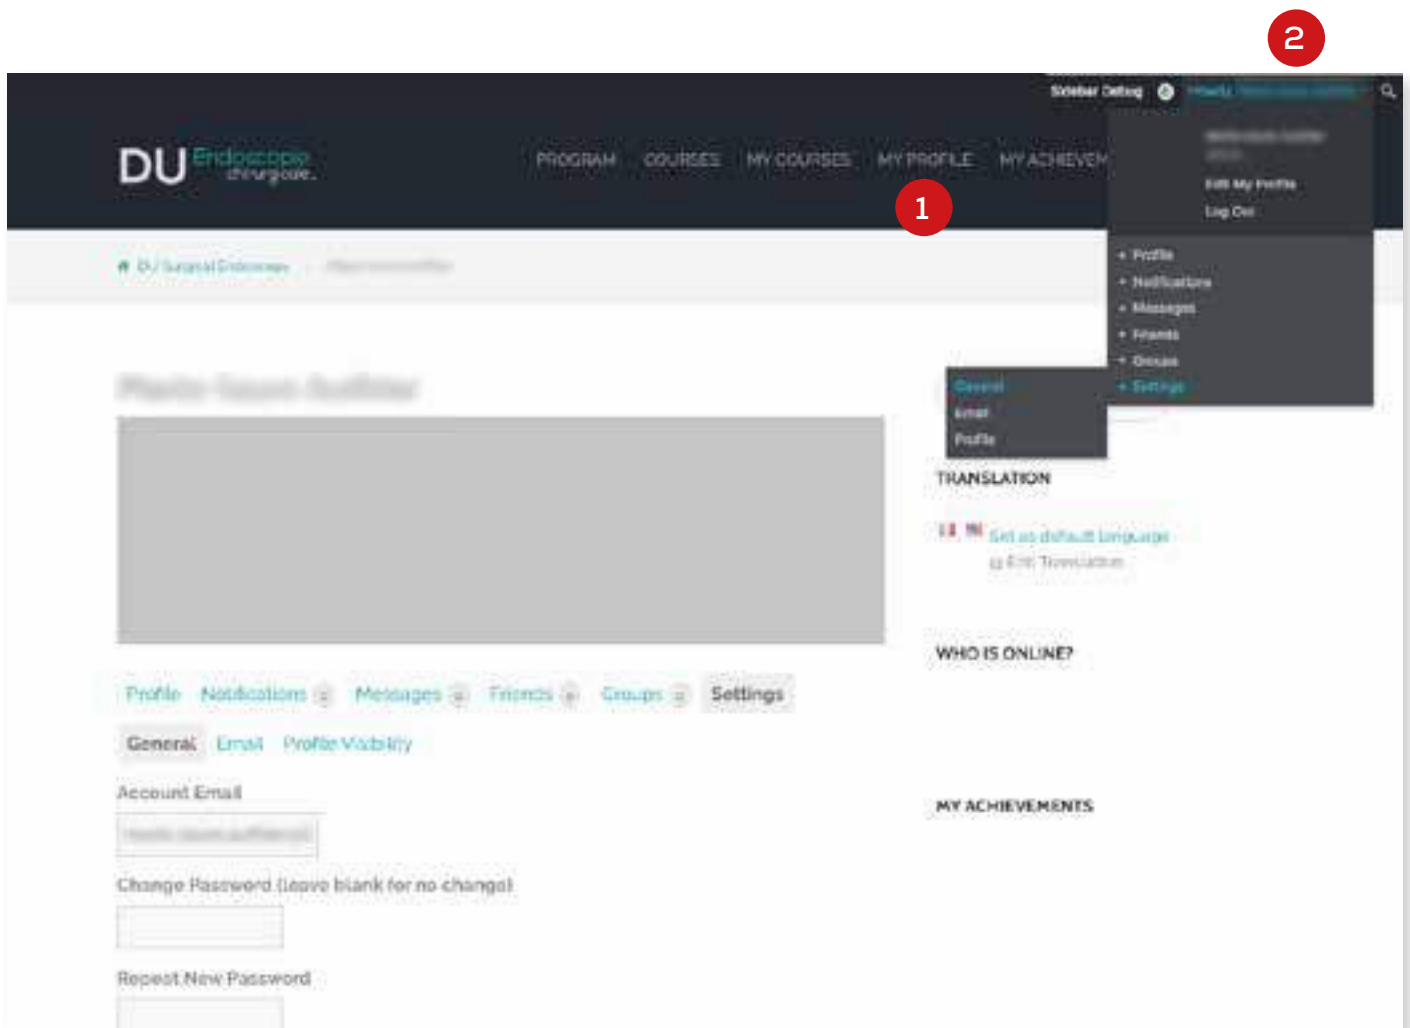 2
Sidebar Debug
DU Endoscopie
chirurgicale.
PROGRAM COURSES MY COURSES MY PROFILE MY ACHIEVEM
1
Edit My Profile
Log Out
DU Surgical Endoscopy
Profile
Notifications
Messages
Friends
Groups
Settings
General
Email
Profile
TRANSLATION
Set as default language
Edit Translation
WHO IS ONLINE?
Profile Notifications Messages Friends Groups Settings
General Email Profile Visibility
Account Email
MY ACHIEVEMENTS
Change Password (leave blank for no change)
Repeat New Password